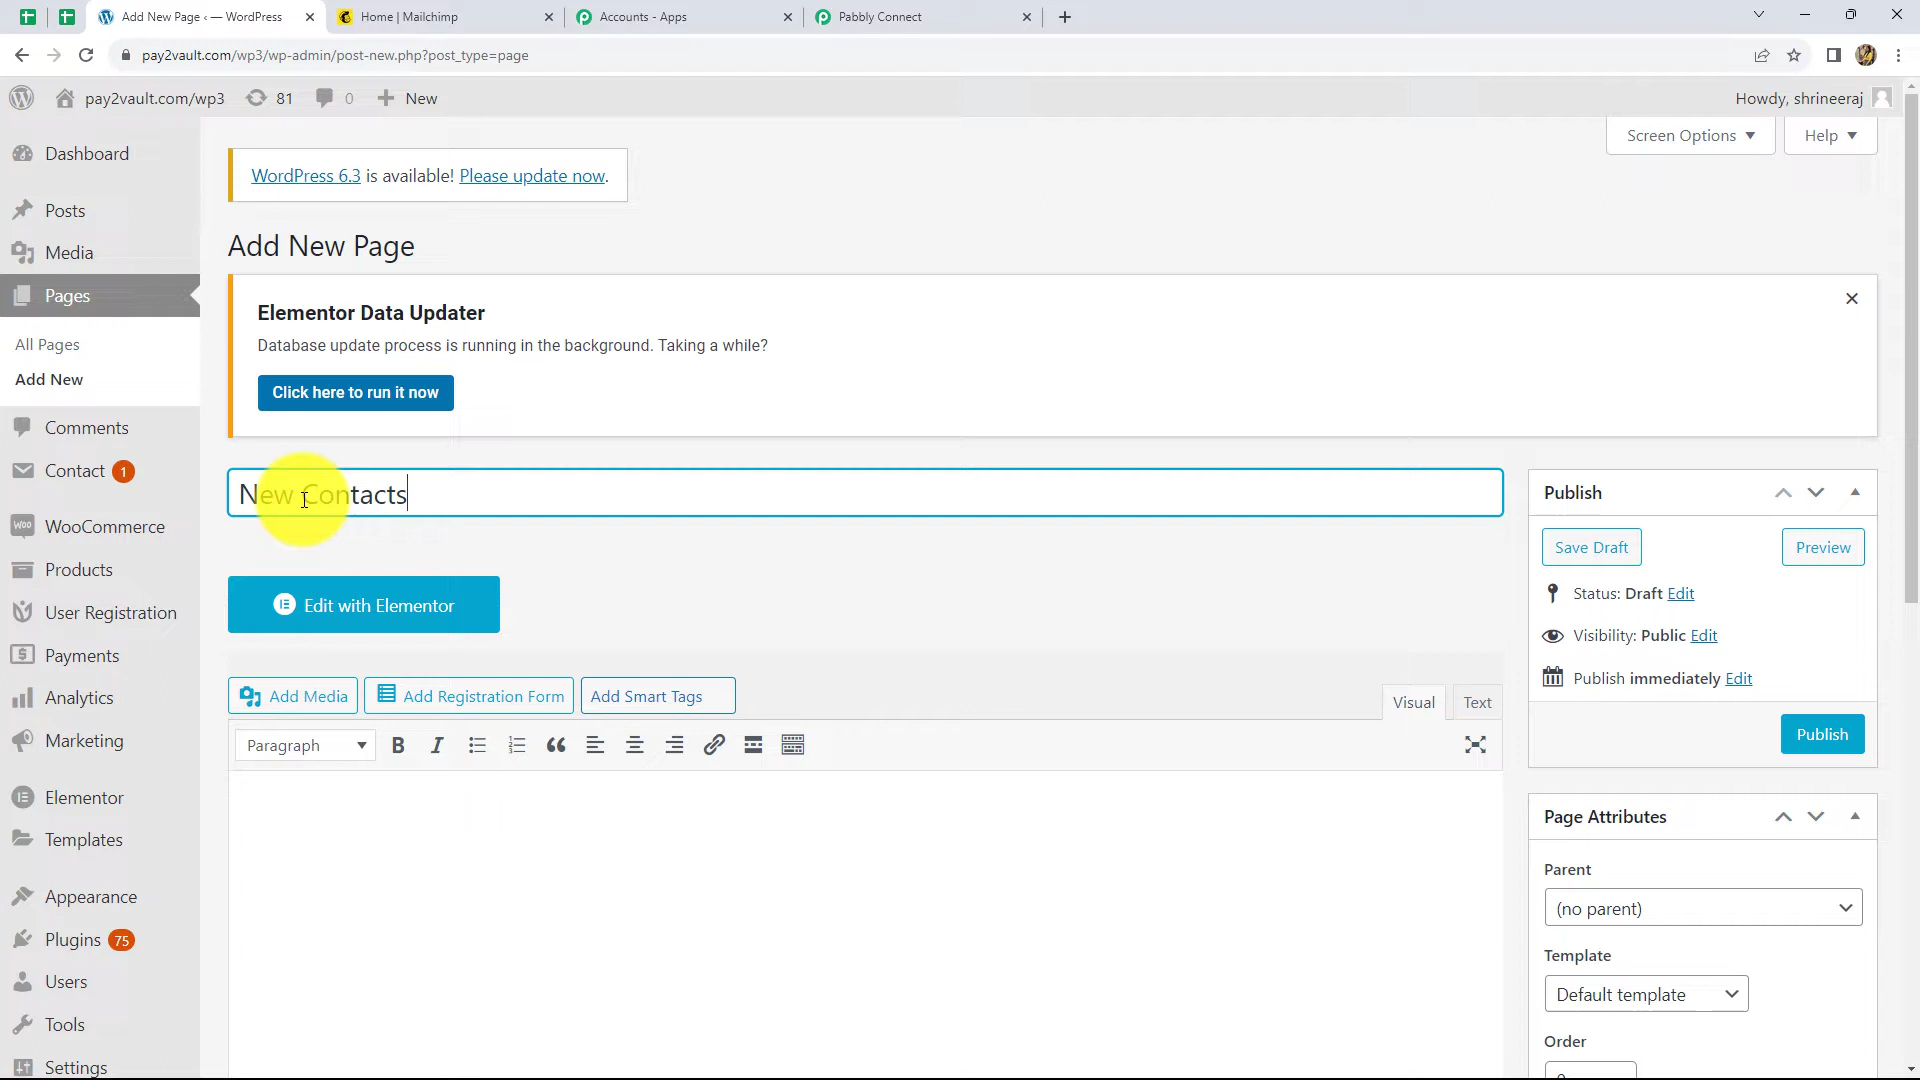 Add New Page ‹ — WordPress
Home | Mailchimp
Accounts - Apps
Pabbly Connect
pay2vault.com/wp3/wp-admin/post-new.php?post_type=page
pay2vault.com/wp3
81
0
New
Howdy, shrineeraj
Screen Options
Help
Dashboard
Posts
Media
Pages
All Pages
Add New
Comments
Contact 1
WooCommerce
Products
User Registration
Payments
Analytics
Marketing
Elementor
Templates
Appearance
Plugins 75
Users
Tools
Settings
WordPress 6.3 is available! Please update now.
Add New Page
Elementor Data Updater
Database update process is running in the background. Taking a while?
Click here to run it now
New Contacts
Edit with Elementor
Add Media
Add Registration Form
Add Smart Tags
Visual
Text
Paragraph
Publish
Save Draft
Preview
Status: Draft Edit
Visibility: Public Edit
Publish immediately Edit
Publish
Page Attributes
Parent
(no parent)
Template
Default template
Order